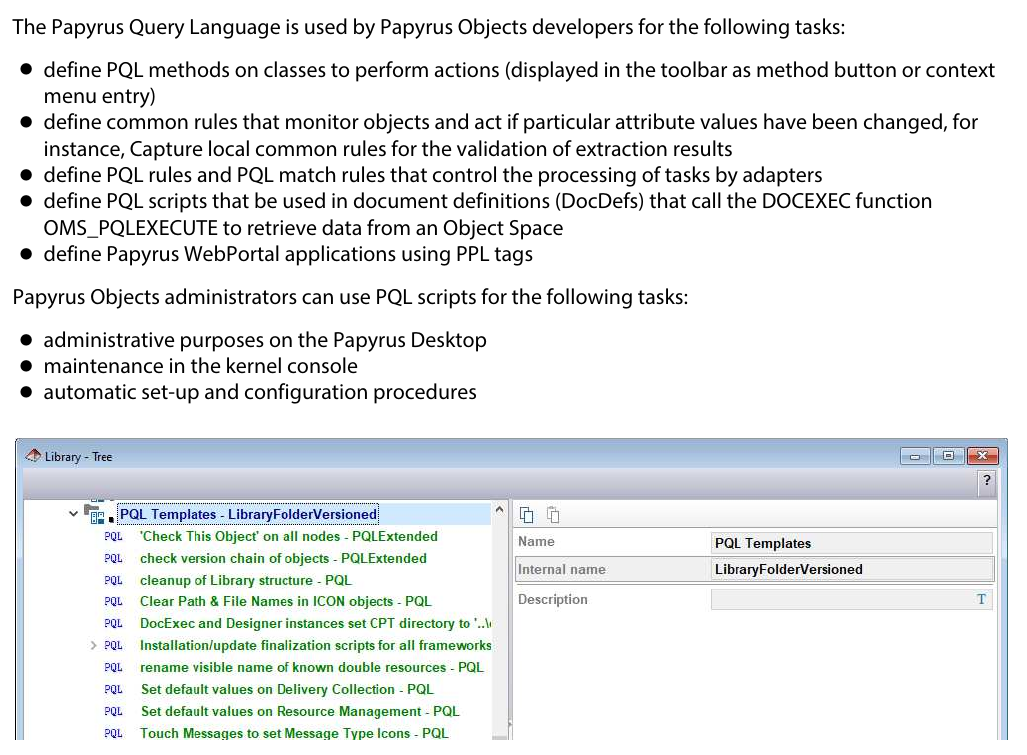 The Papyrus Query Language is used by Papyrus Objects developers for the following tasks:
● define PQL methods on classes to perform actions (displayed in the toolbar as method button or context
menu entry)
● define common rules that monitor objects and act if particular attribute values have been changed, for
instance, Capture local common rules for the validation of extraction results
● define PQL rules and PQL match rules that control the processing of tasks by adapters
● define PQL scripts that be used in document definitions (DocDefs) that call the DOCEXEC function
OMS_PQLEXECUTE to retrieve data from an Object Space
● define Papyrus WebPortal applications using PPL tags
Papyrus Objects administrators can use PQL scripts for the following tasks:
● administrative purposes on the Papyrus Desktop
● maintenance in the kernel console
● automatic set-up and configuration procedures
Library - Tree
?
PQL Templates - LibraryFolderVersioned
PQL 'Check This Object' on all nodes - PQLExtended
PQL check version chain of objects - PQLExtended
PQL cleanup of Library structure - PQL
PQL Clear Path & File Names in ICON objects - PQL
PQL DocExec and Designer instances set CPT directory to '..\
PQL Installation/update finalization scripts for all frameworks
PQL rename visible name of known double resources - PQL
PQL Set default values on Delivery Collection - PQL
PQL Set default values on Resource Management - PQL
PQL Touch Messages to set Message Type Icons - PQL
Name PQL Templates
Internal name LibraryFolderVersioned
Description T